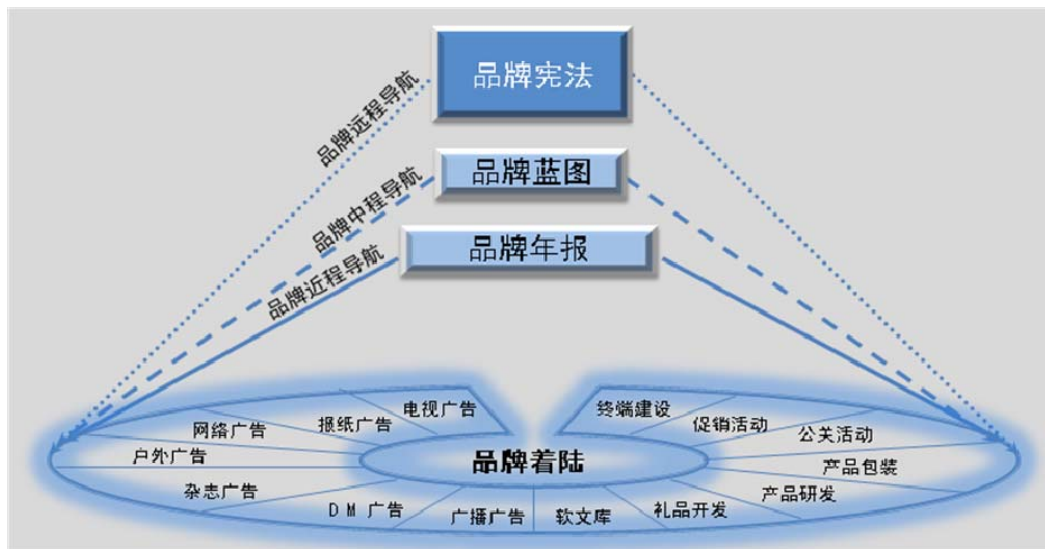 品牌宪法
品牌远程导航
品牌蓝图
品牌中程导航
品牌年报
品牌近程导航
电视广告
终端建设
报纸广告
促销活动
网络广告
公关活动
户外广告
品牌着陆
产品包装
杂志广告
产品研发
DM 广告
广播广告
软文库
礼品开发